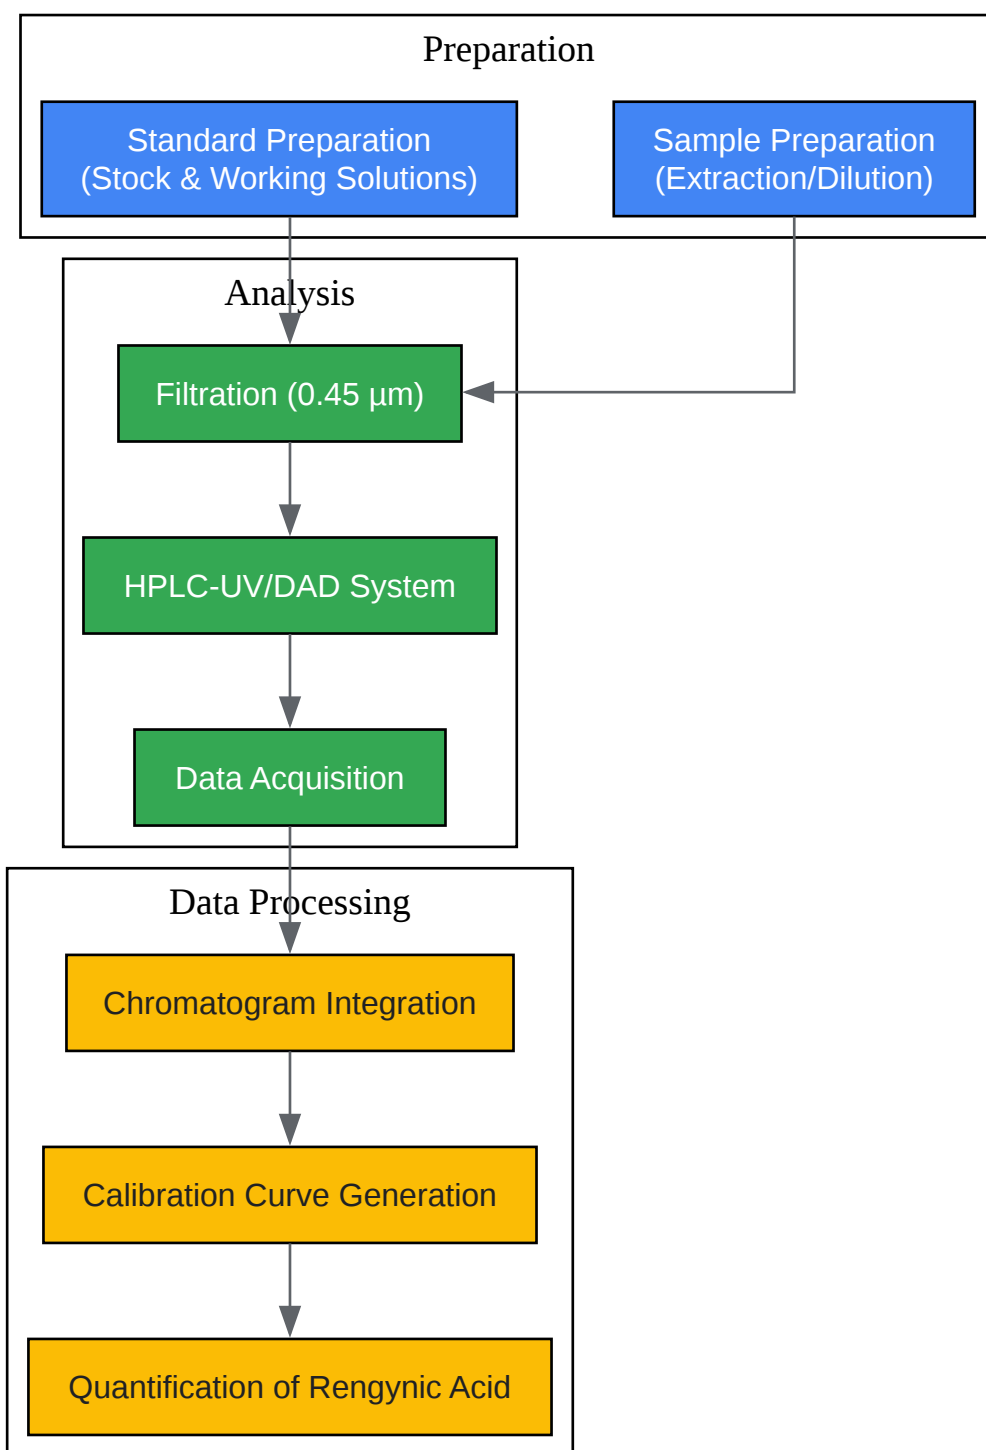 Preparation
Standard Preparation
(Stock & Working Solutions)
Sample Preparation
(Extraction/Dilution)
Analysis
Filtration (0.45 µm)
HPLC-UV/DAD System
Data Acquisition
Data Processing
Chromatogram Integration
Calibration Curve Generation
Quantification of Rengynic Acid